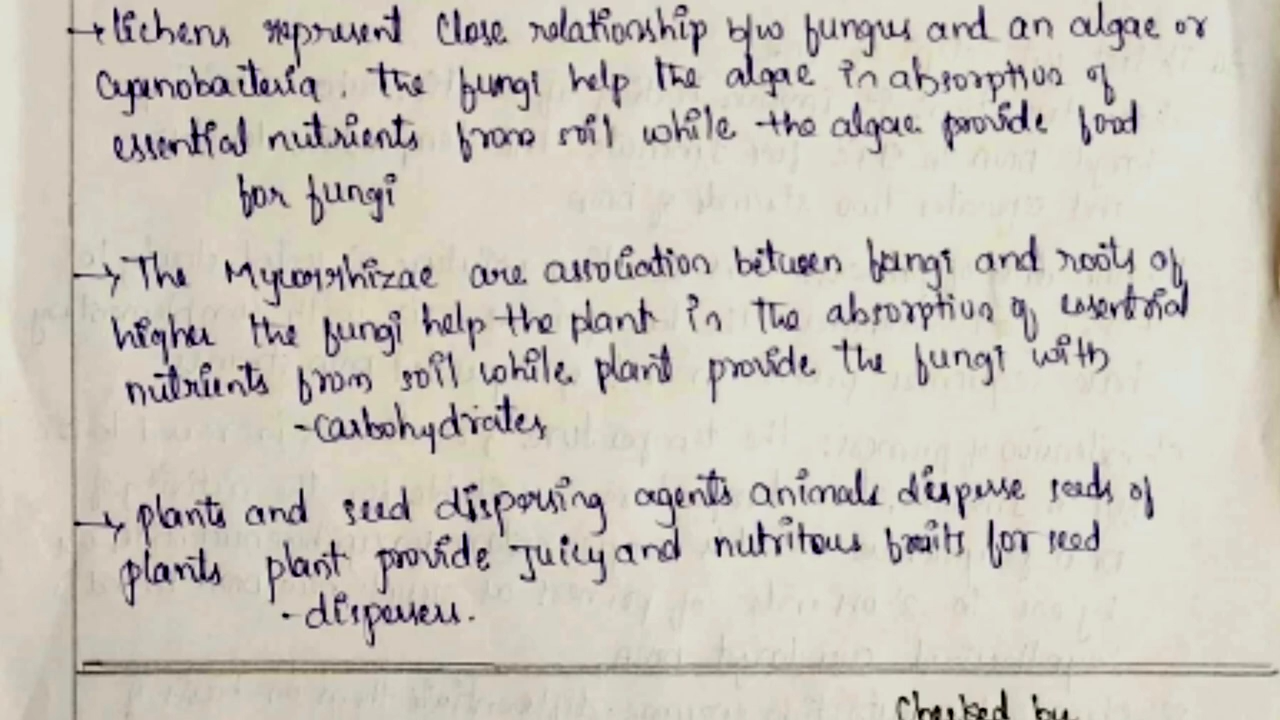 → lichens represent Close relationship b/w fungus and an algae or
Cyanobacteria. The fungi help the algae in absorption of
essential nutrients from soil while the algae provide food
for fungi
→ The Mycorrhizae are association between fungi and roots of
higher the fungi help the plant in the absorption of essential
nutrients from soil while plant provide the fungi with
-carbohydrates
→ plants and seed dispersing agents animals disperse seeds of
plants plant provide juicy and nutritous fruits for seed
-dispersers.
Checked by